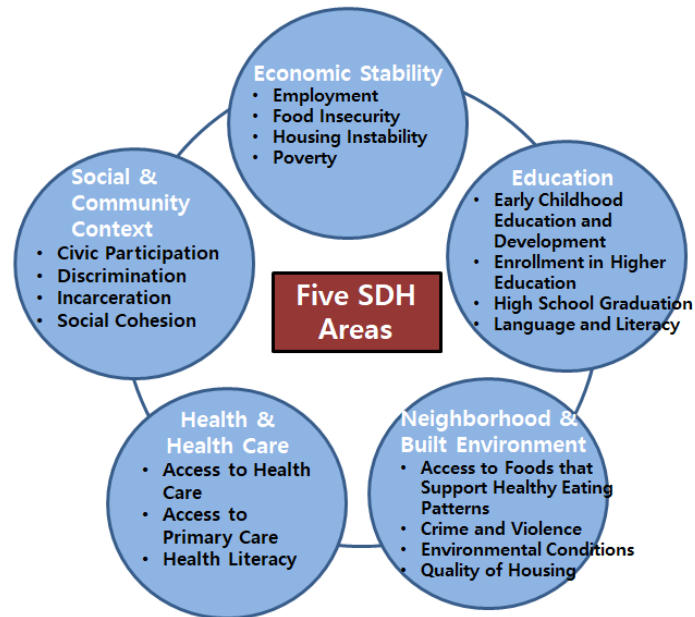 Economic Stability
• Employment
• Food Insecurity
• Housing Instability
• Poverty
Education
• Early Childhood
Education and
Development
• Enrollment in Higher
Education
• High School Graduation
• Language and Literacy
Neighborhood &
Built Environment
• Access to Foods that
Support Healthy Eating
Patterns
• Crime and Violence
• Environmental Conditions
• Quality of Housing
Health &
Health Care
• Access to Health
Care
• Access to
Primary Care
• Health Literacy
Social &
Community
Context
• Civic Participation
• Discrimination
• Incarceration
• Social Cohesion
Five SDH
Areas